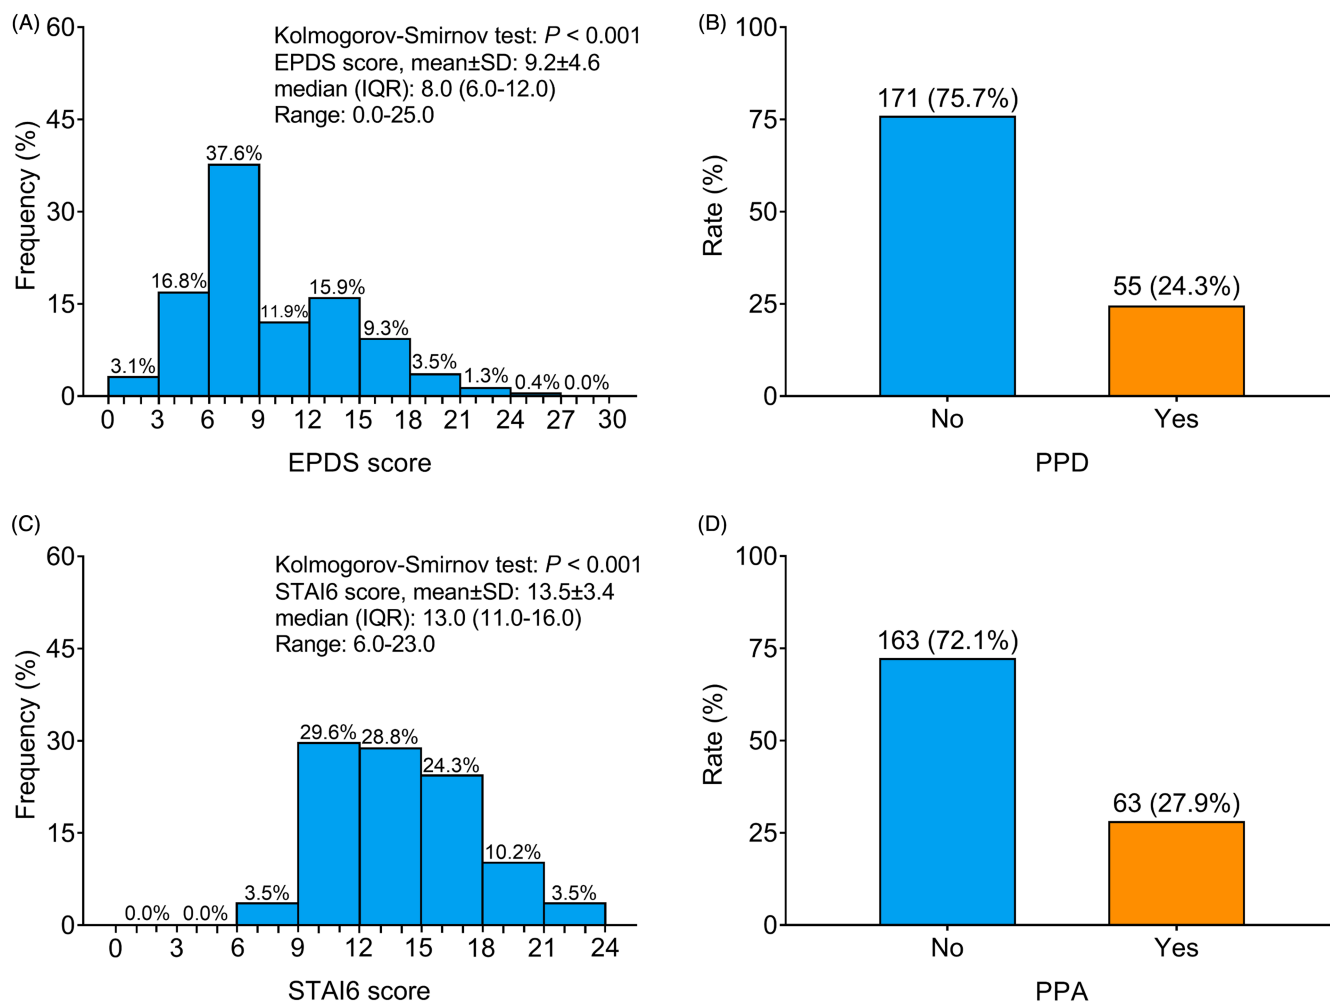 (A)
60
45
30
15
0
Frequency (%)
Kolmogorov-Smirnov test: P < 0.001
EPDS score, mean±SD: 9.2±4.6
median (IQR): 8.0 (6.0-12.0)
Range: 0.0-25.0
3.1%
16.8%
37.6%
11.9%
15.9%
9.3%
3.5%
1.3%
0.4%
0.0%
0 3 6 9 12 15 18 21 24 27 30
EPDS score
(B)
100
75
50
25
0
Rate (%)
171 (75.7%)
55 (24.3%)
No Yes
PPD
(C)
60
45
30
15
0
Frequency (%)
Kolmogorov-Smirnov test: P < 0.001
STAI6 score, mean±SD: 13.5±3.4
median (IQR): 13.0 (11.0-16.0)
Range: 6.0-23.0
0.0%
0.0%
3.5%
29.6%
28.8%
24.3%
10.2%
3.5%
0 3 6 9 12 15 18 21 24
STAI6 score
(D)
100
75
50
25
0
Rate (%)
163 (72.1%)
63 (27.9%)
No Yes
PPA